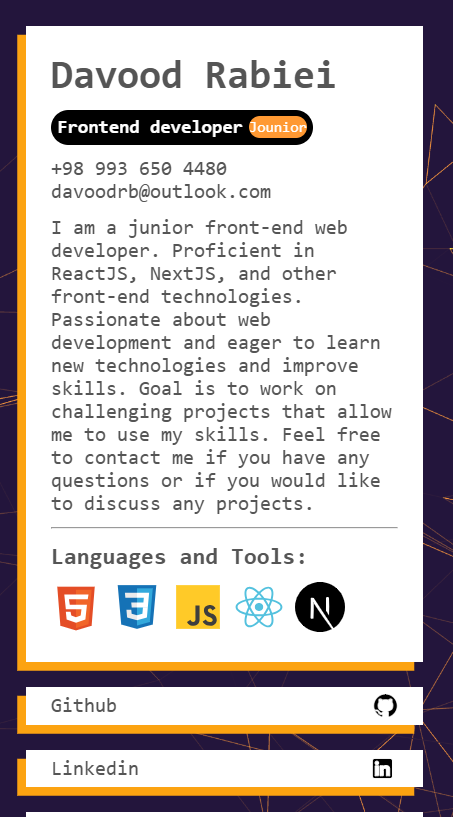 Davood Rabiei
Frontend developer Jounior
+98 993 650 4480
davoodrb@outlook.com
I am a junior front-end web
developer. Proficient in
ReactJS, NextJS, and other
front-end technologies.
Passionate about web
development and eager to learn
new technologies and improve
skills. Goal is to work on
challenging projects that allow
me to use my skills. Feel free
to contact me if you have any
questions or if you would like
to discuss any projects.
Languages and Tools:
5 3 JS N
Github
Linkedin in